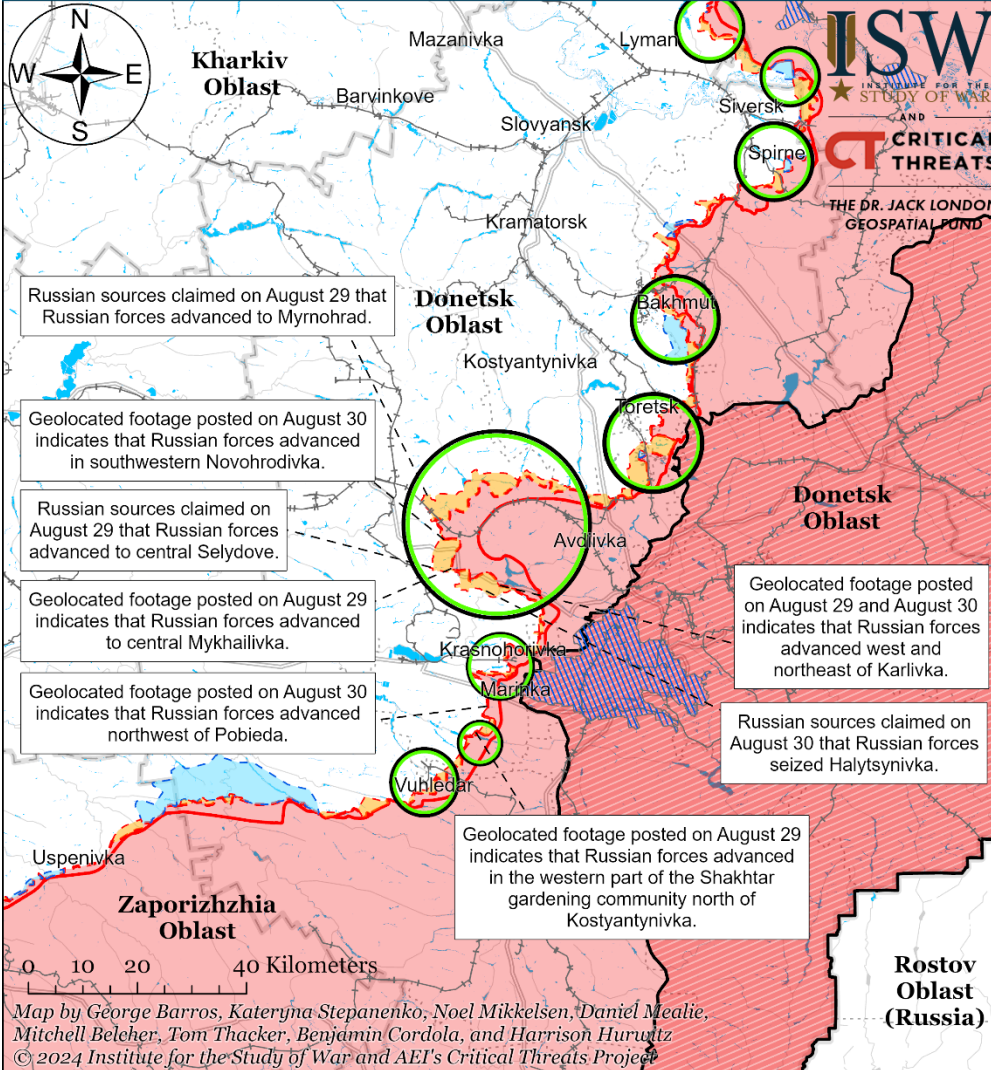 N
W
E
S
Kharkiv
Oblast
Mazanivka
Lyman
Barvinkove
Slovyansk
Siversk
Spirne
ISW
INSTITUTE FOR THE
STUDY OF WAR
AND
CT CRITICAL
THREATS
THE DR. JACK LONDON
GEOSPATIAL FUND
Kramatorsk
Donetsk
Oblast
Bakhmut
Kostyantynivka
Toretsk
Russian sources claimed on August 29 that
Russian forces advanced to Myrnohrad.
Geolocated footage posted on August 30
indicates that Russian forces advanced
in southwestern Novohrodivka.
Russian sources claimed on
August 29 that Russian forces
advanced to central Selydove.
Geolocated footage posted on August 29
indicates that Russian forces advanced
to central Mykhailivka.
Geolocated footage posted on August 30
indicates that Russian forces advanced
northwest of Pobieda.
Avdiivka
Donetsk
Oblast
Krasnohorivka
Marinka
Vuhledar
Geolocated footage posted
on August 29 and August 30
indicates that Russian forces
advanced west and
northeast of Karlivka.
Russian sources claimed on
August 30 that Russian forces
seized Halytsynivka.
Geolocated footage posted on August 29
indicates that Russian forces advanced
in the western part of the Shakhtar
gardening community north of
Kostyantynivka.
Uspenivka
Zaporizhzhia
Oblast
Rostov
Oblast
(Russia)
0 10 20 40 Kilometers
Map by George Barros, Kateryna Stepanenko, Noel Mikkelsen, Daniel Mealie,
Mitchell Belcher, Tom Thacker, Benjamin Cordola, and Harrison Hurwitz
© 2024 Institute for the Study of War and AEI's Critical Threats Project